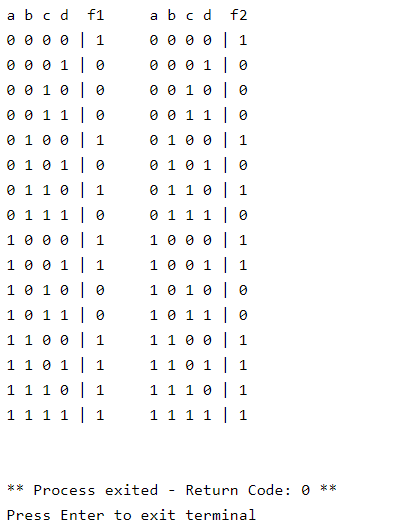 a b c d  f1     a b c d  f2
0 0 0 0 | 1     0 0 0 0 | 1
0 0 0 1 | 0     0 0 0 1 | 0
0 0 1 0 | 0     0 0 1 0 | 0
0 0 1 1 | 0     0 0 1 1 | 0
0 1 0 0 | 1     0 1 0 0 | 1
0 1 0 1 | 0     0 1 0 1 | 0
0 1 1 0 | 1     0 1 1 0 | 1
0 1 1 1 | 0     0 1 1 1 | 0
1 0 0 0 | 1     1 0 0 0 | 1
1 0 0 1 | 1     1 0 0 1 | 1
1 0 1 0 | 0     1 0 1 0 | 0
1 0 1 1 | 0     1 0 1 1 | 0
1 1 0 0 | 1     1 1 0 0 | 1
1 1 0 1 | 1     1 1 0 1 | 1
1 1 1 0 | 1     1 1 1 0 | 1
1 1 1 1 | 1     1 1 1 1 | 1
** Process exited - Return Code: 0 **
Press Enter to exit terminal